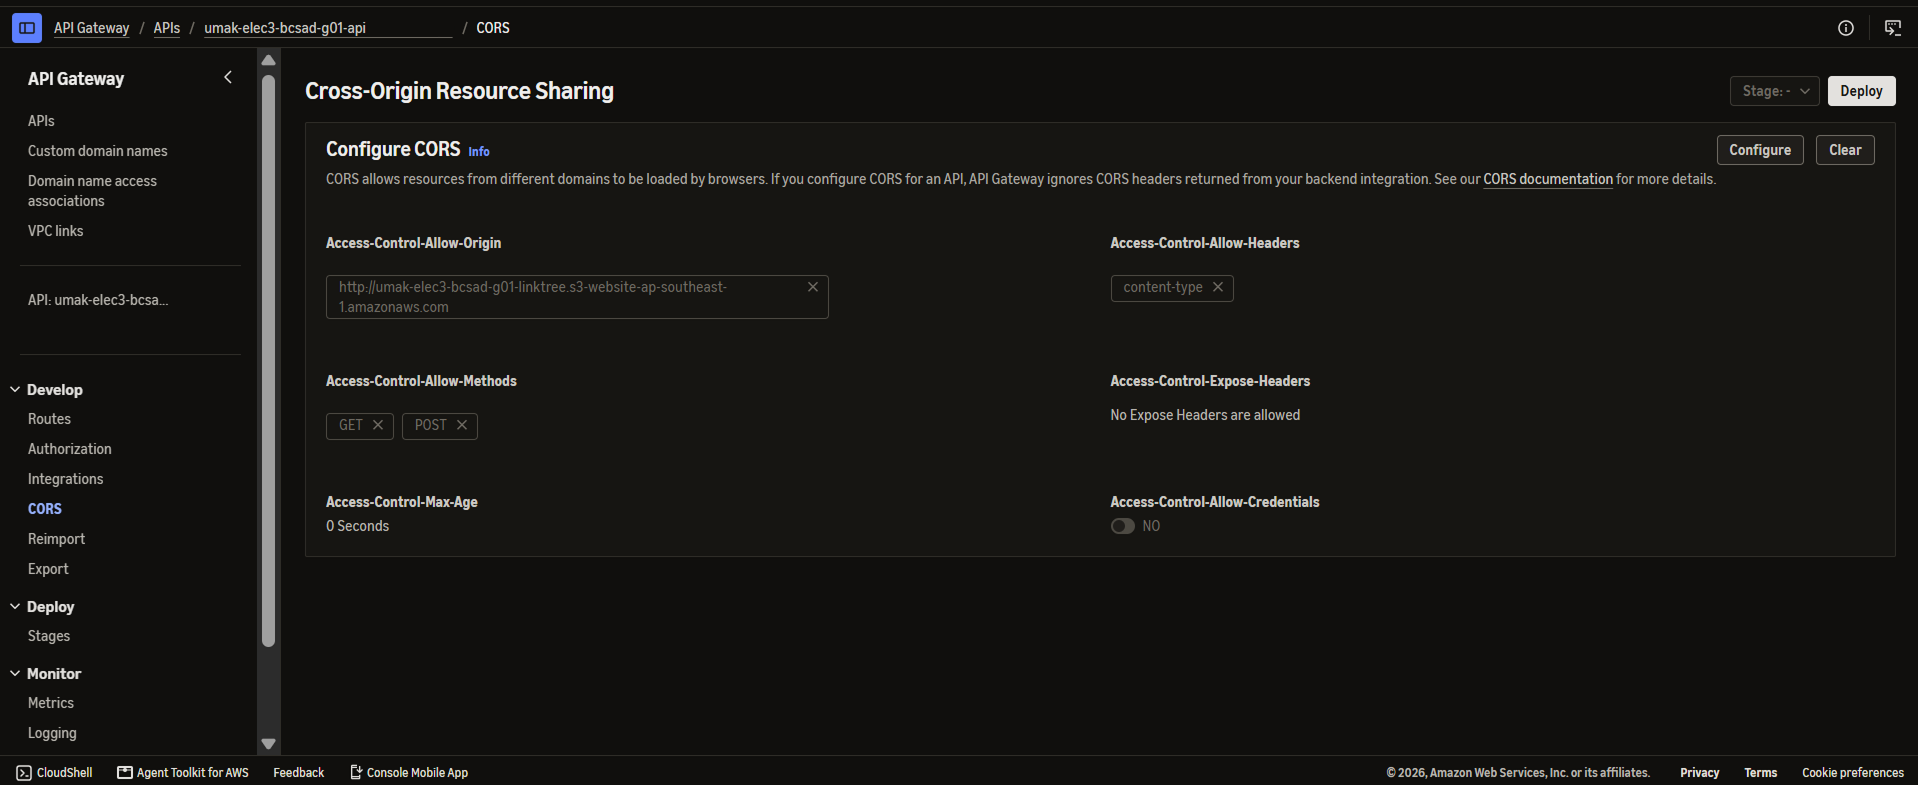 API Gateway / APIs / umak-elec3-bcsad-g01-api / CORS
API Gateway
APIs
Custom domain names
Domain name access
associations
VPC links
API: umak-elec3-bcsa...
Develop
Routes
Authorization
Integrations
CORS
Reimport
Export
Deploy
Stages
Monitor
Metrics
Logging
Cross-Origin Resource Sharing
Stage: -
Deploy
Configure CORS Info
Configure
Clear
CORS allows resources from different domains to be loaded by browsers. If you configure CORS for an API, API Gateway ignores CORS headers returned from your backend integration. See our CORS documentation for more details.
Access-Control-Allow-Origin
http://umak-elec3-bcsad-g01-linktree.s3-website-ap-southeast-
1.amazonaws.com
Access-Control-Allow-Headers
content-type
Access-Control-Allow-Methods
GET
POST
Access-Control-Expose-Headers
No Expose Headers are allowed
Access-Control-Max-Age
0 Seconds
Access-Control-Allow-Credentials
NO
CloudShell
Agent Toolkit for AWS
Feedback
Console Mobile App
© 2026, Amazon Web Services, Inc. or its affiliates.
Privacy
Terms
Cookie preferences